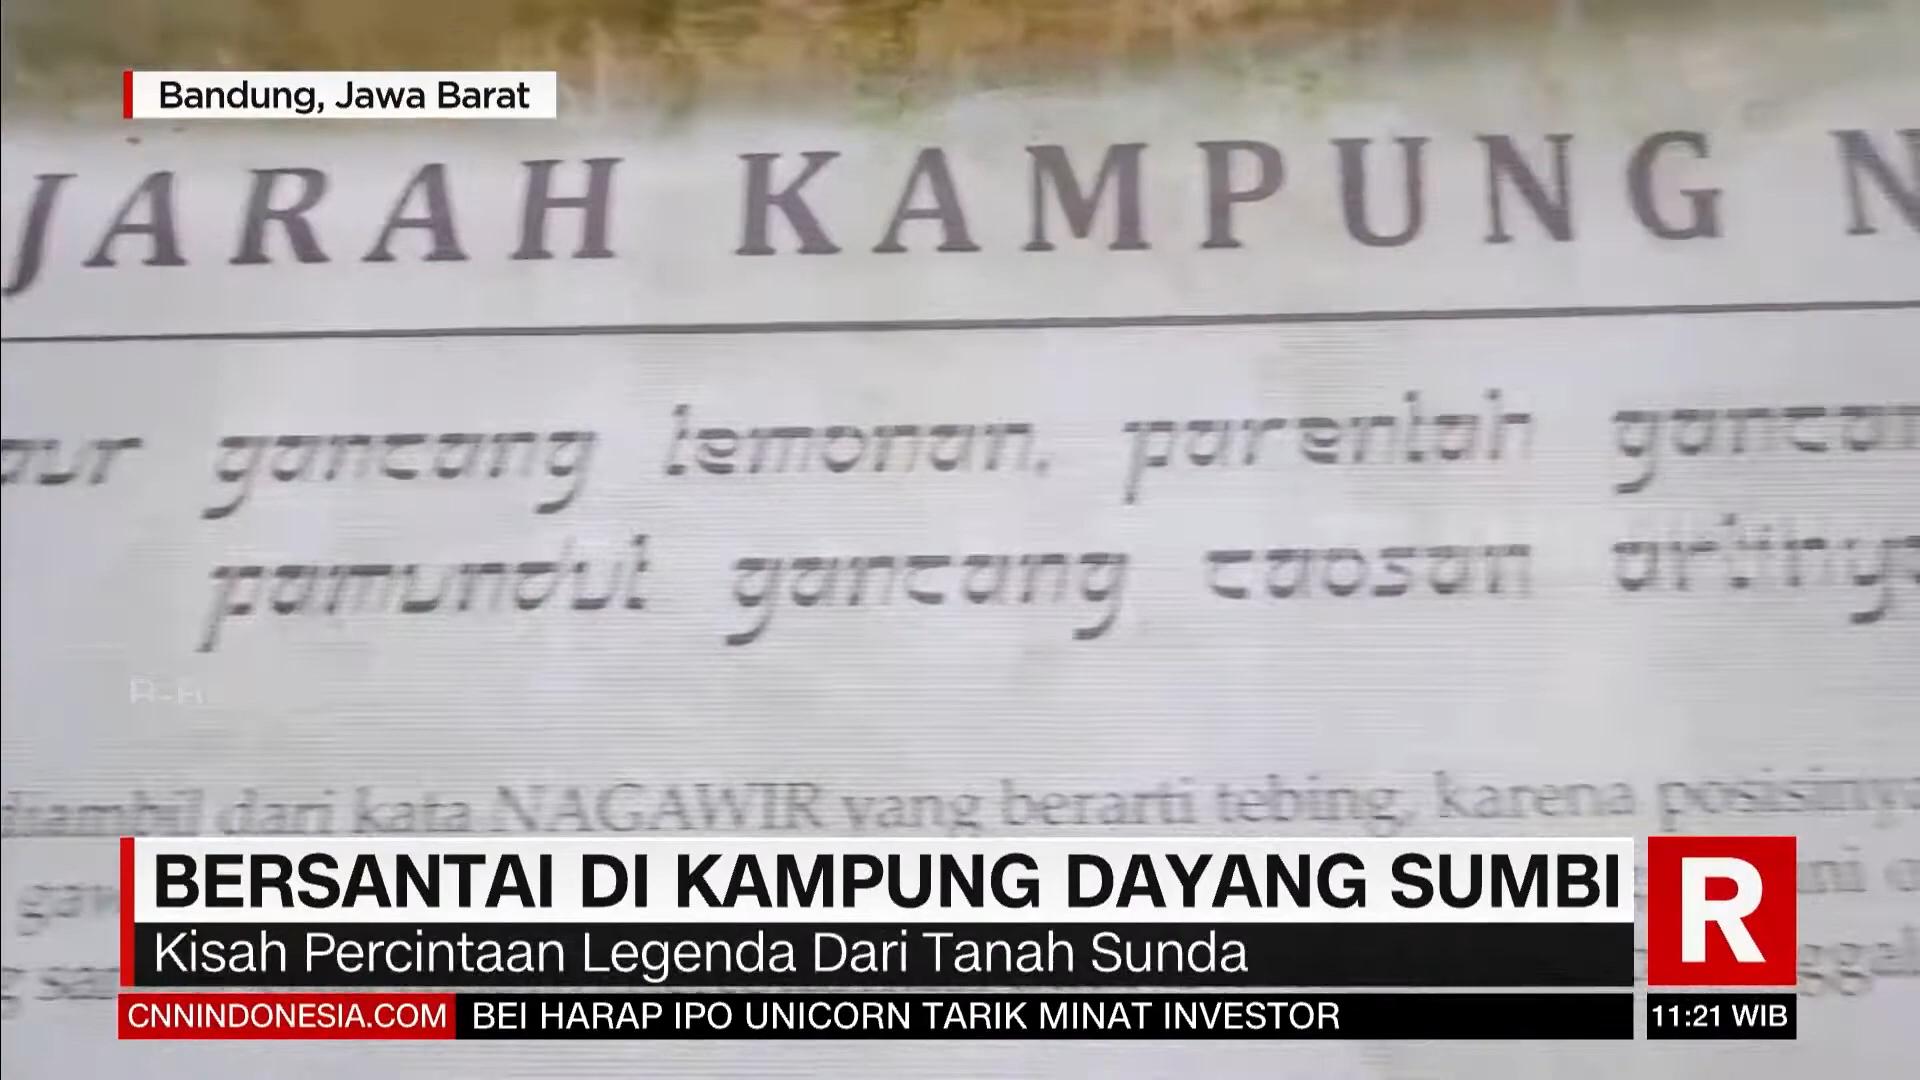 Bandung, Jawa Barat
JARAH KAMPUNG N
aur gancang temonan, parentah gancan
pamundut gancang caosan artinya
diambil dari kata NAGAWIR yang berarti tebing, karena posisinya
BERSANTAI DI KAMPUNG DAYANG SUMBI
R
Kisah Percintaan Legenda Dari Tanah Sunda
CNNINDONESIA.COM BEI HARAP IPO UNICORN TARIK MINAT INVESTOR 11:21 WIB